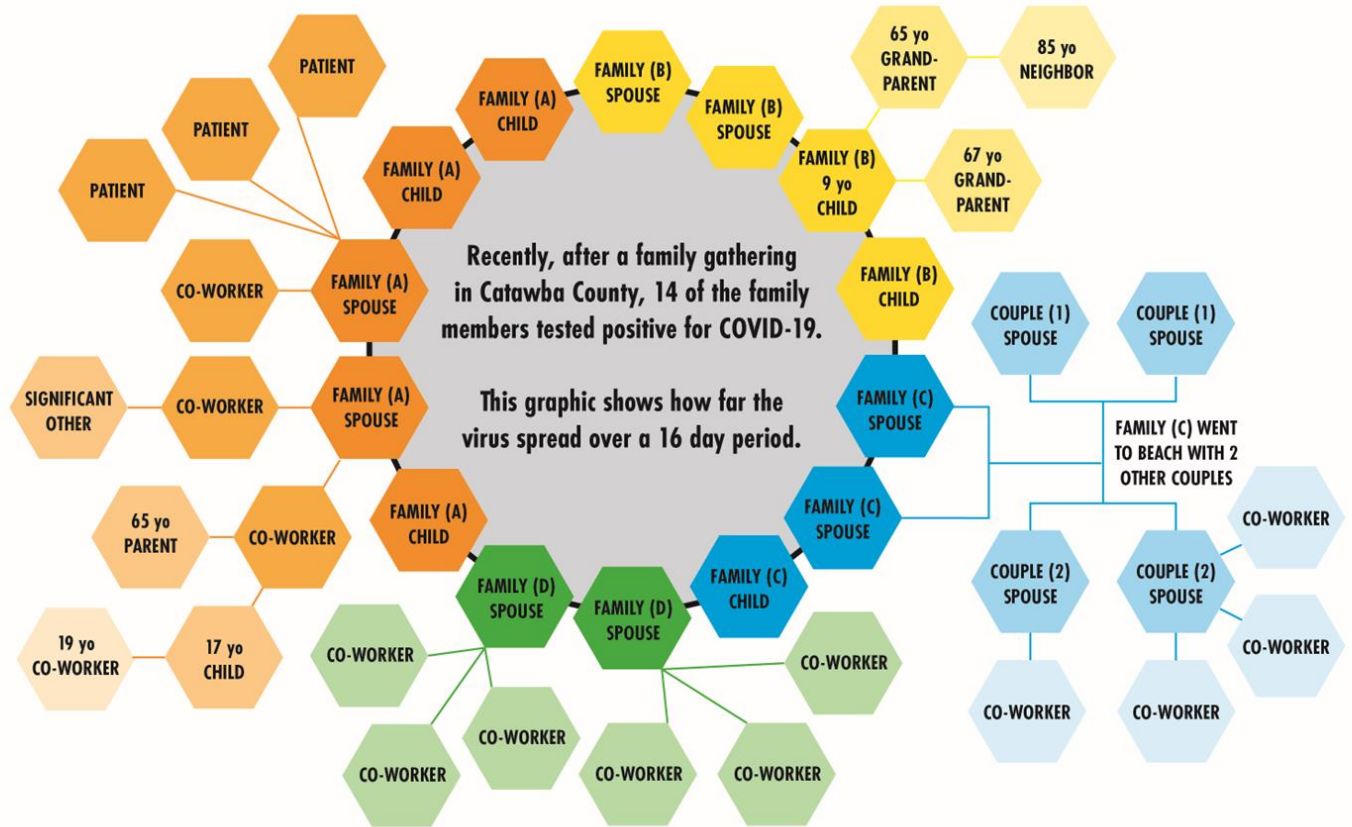 PATIENT
PATIENT
PATIENT
CO-WORKER
SIGNIFICANT
OTHER
CO-WORKER
65 yo
PARENT
CO-WORKER
19 yo
CO-WORKER
17 yo
CHILD
FAMILY (A)
CHILD
FAMILY (A)
CHILD
FAMILY (A)
SPOUSE
FAMILY (A)
SPOUSE
FAMILY (A)
CHILD
FAMILY (B)
SPOUSE
FAMILY (B)
SPOUSE
FAMILY (B)
9 yo
CHILD
FAMILY (B)
CHILD
65 yo
GRAND-
PARENT
85 yo
NEIGHBOR
67 yo
GRAND-
PARENT
Recently, after a family gathering
in Catawba County, 14 of the family
members tested positive for COVID-19.
This graphic shows how far the
virus spread over a 16 day period.
FAMILY (C)
SPOUSE
FAMILY (C)
SPOUSE
FAMILY (C)
CHILD
COUPLE (1)
SPOUSE
COUPLE (1)
SPOUSE
FAMILY (C) WENT
TO BEACH WITH 2
OTHER COUPLES
COUPLE (2)
SPOUSE
COUPLE (2)
SPOUSE
CO-WORKER
CO-WORKER
CO-WORKER
CO-WORKER
FAMILY (D)
SPOUSE
FAMILY (D)
SPOUSE
CO-WORKER
CO-WORKER
CO-WORKER
CO-WORKER
CO-WORKER
CO-WORKER